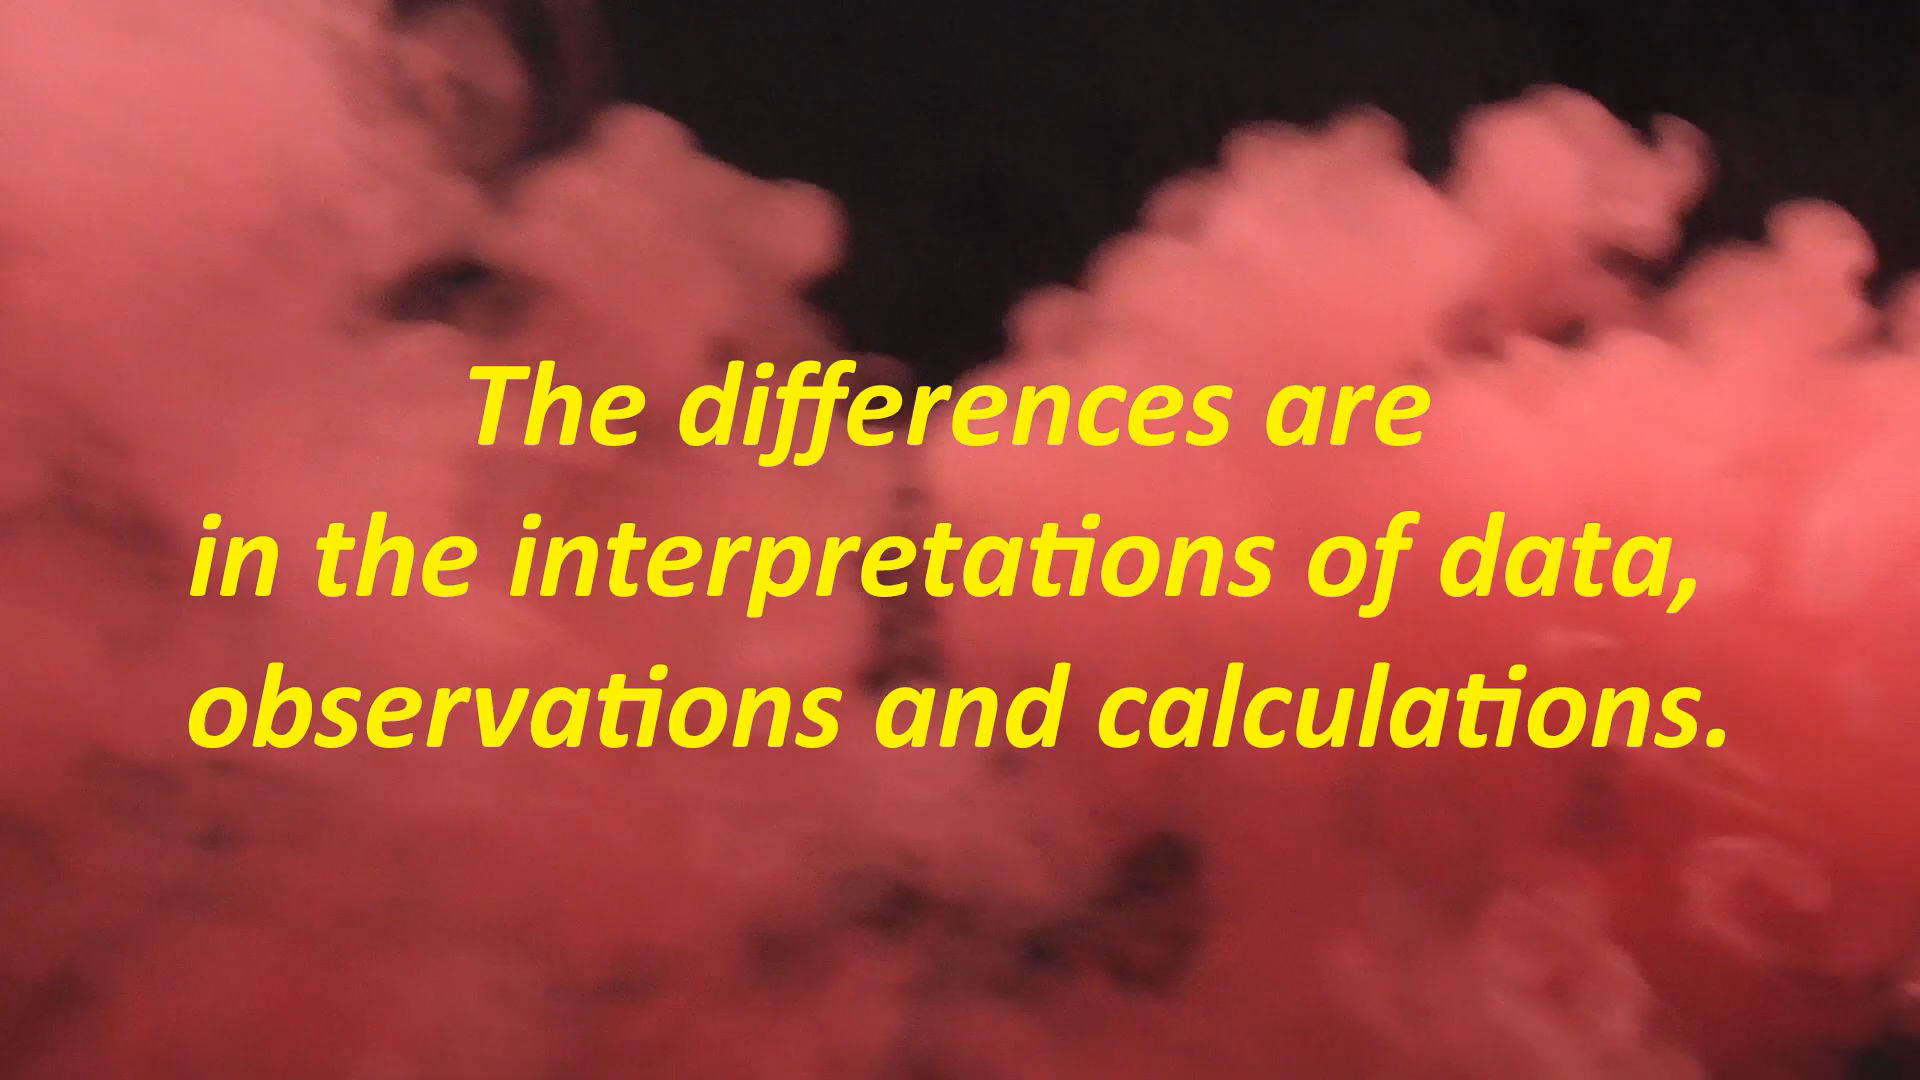 The differences are
in the interpretations of data,
observations and calculations.